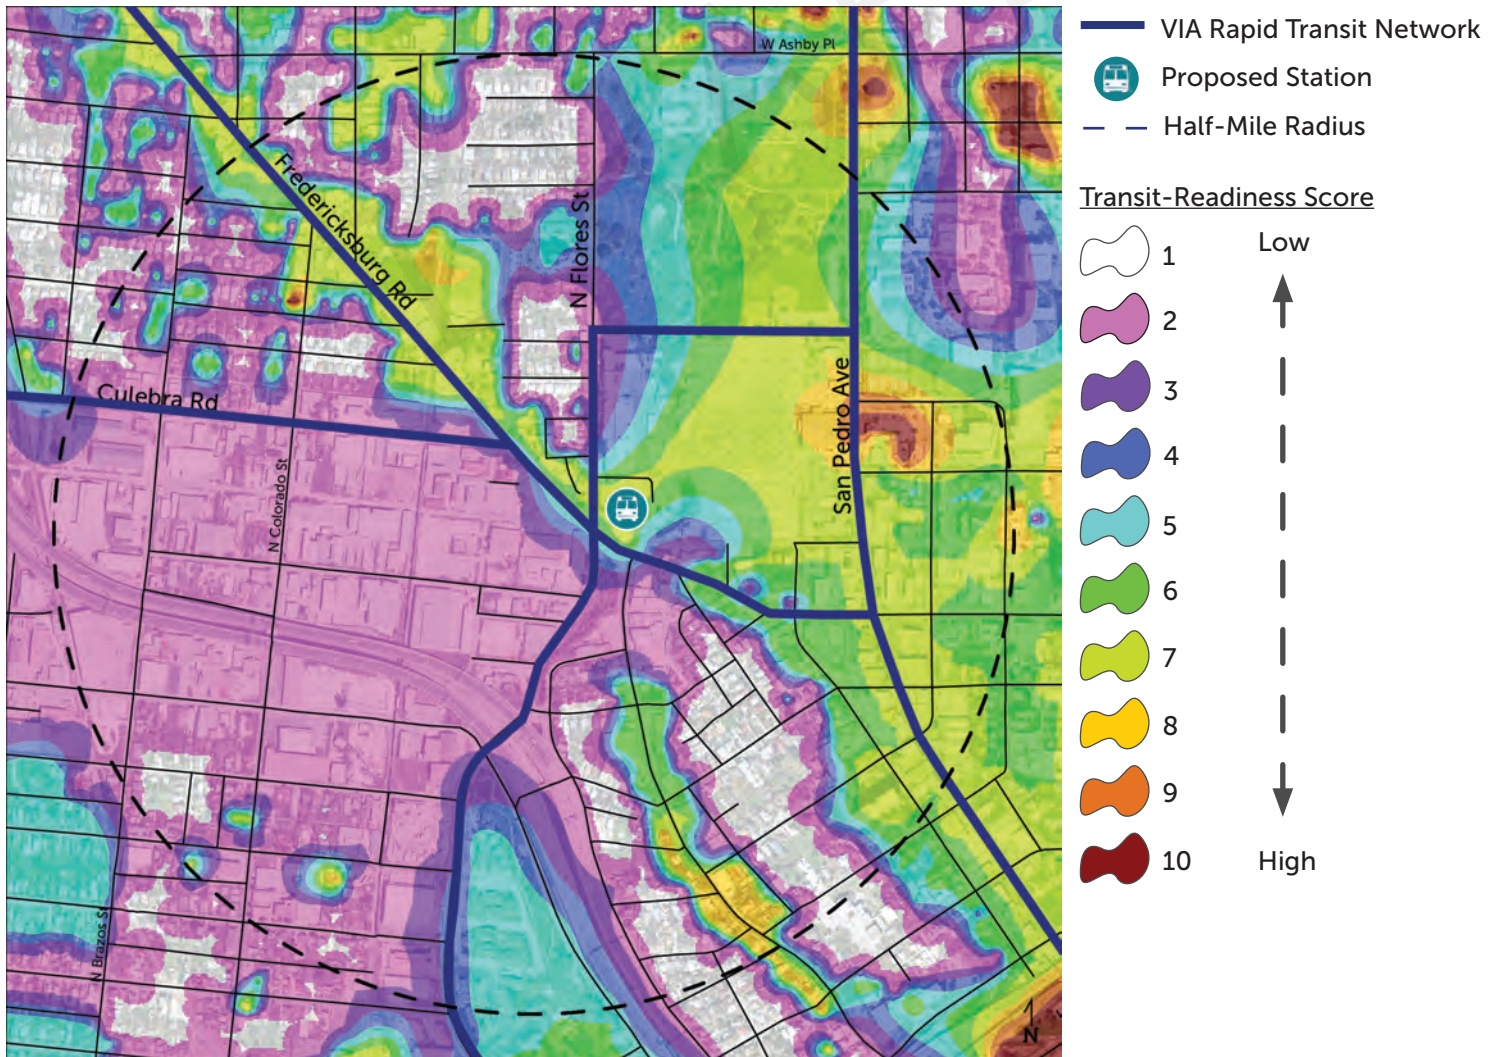 W Ashby Pl
Fredericksburg Rd
N Flores St
Culebra Rd
San Pedro Ave
N Colorado St
N Brazos St
N
VIA Rapid Transit Network
Proposed Station
Half-Mile Radius
Transit-Readiness Score
1 Low
2
3
4
5
6
7
8
9
10 High